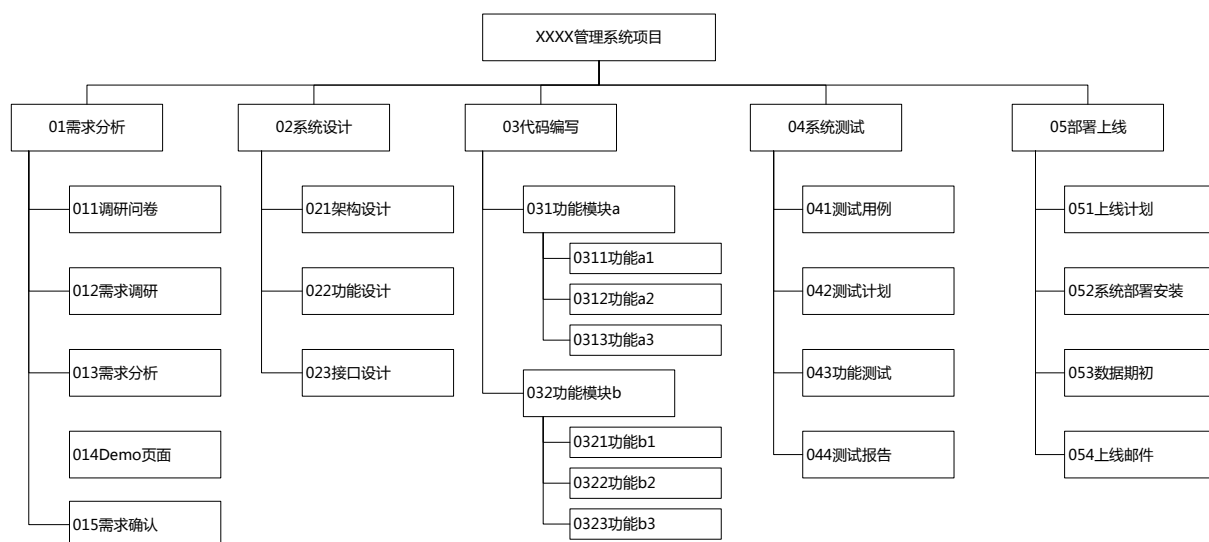 XXXX管理系统项目
01需求分析
011调研问卷
012需求调研
013需求分析
014Demo页面
015需求确认
02系统设计
021架构设计
022功能设计
023接口设计
03代码编写
031功能模块a
0311功能a1
0312功能a2
0313功能a3
032功能模块b
0321功能b1
0322功能b2
0323功能b3
04系统测试
041测试用例
042测试计划
043功能测试
044测试报告
05部署上线
051上线计划
052系统部署安装
053数据期初
054上线邮件